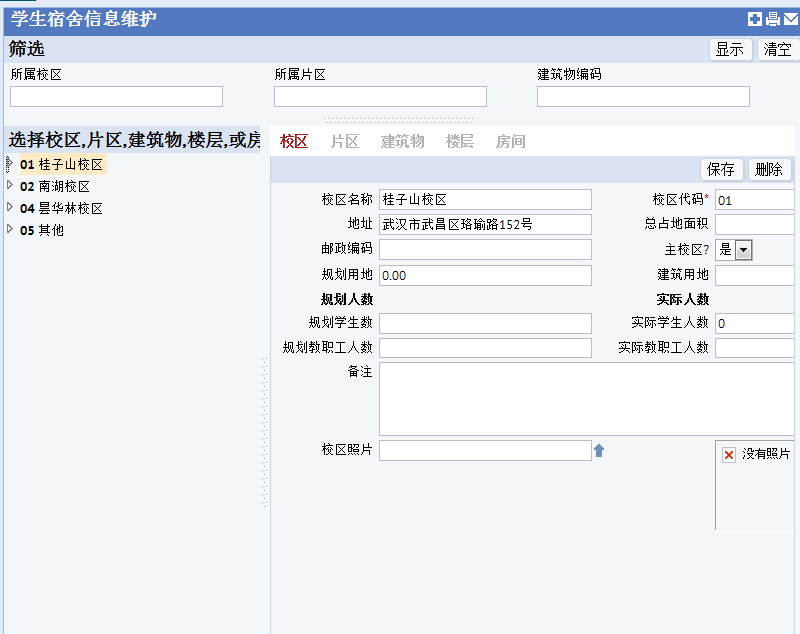 学生宿舍信息维护
筛选 显示 清空
所属校区 所属片区 建筑物编码
选择校区,片区,建筑物,楼层,或房
01 桂子山校区
02 南湖校区
04 昙华林校区
05 其他
校区 片区 建筑物 楼层 房间
保存 删除
校区名称 桂子山校区 校区代码* 01
地址 武汉市武昌区珞瑜路152号 总占地面积
邮政编码 主校区? 是
规划用地 0.00 建筑用地
规划人数 实际人数
规划学生数 实际学生人数 0
规划教职工人数 实际教职工人数
备注
校区照片 没有照片